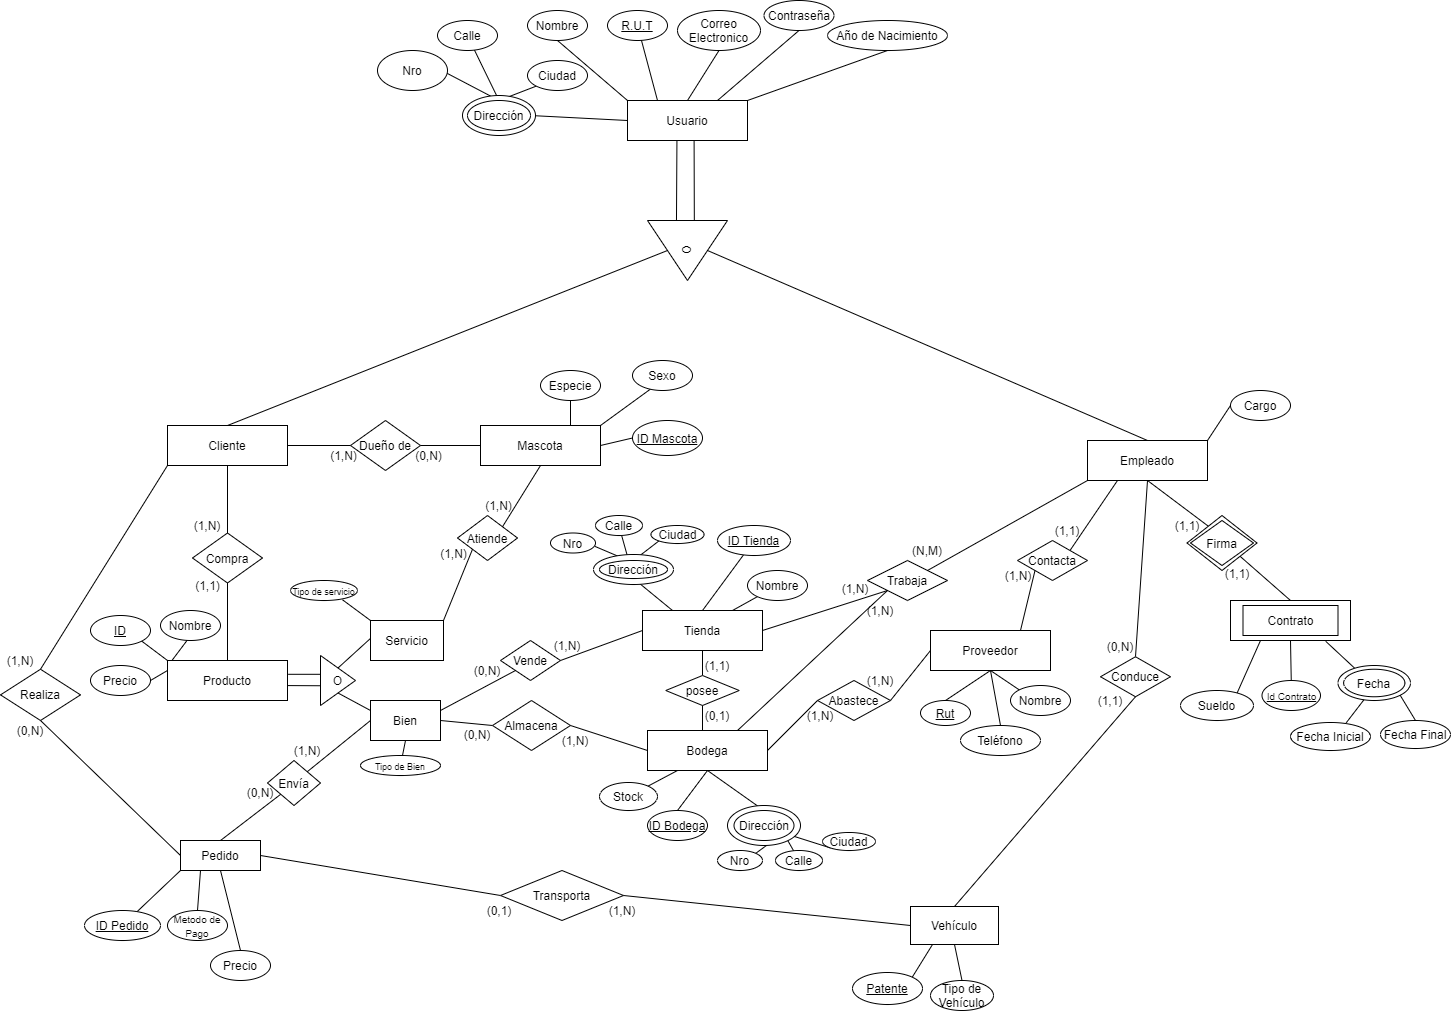 Contraseña
Calle
Nombre
R.U.T
Correo
Electronico
Año de Nacimiento
Nro
Ciudad
Dirección
Usuario
O
Especie
Sexo
Cargo
Cliente
Dueño de
(1,N)
(0,N)
Mascota
ID Mascota
Empleado
(1,N)
(1,N)
Compra
(1,1)
Atiende
(1,N)
Nro
Calle
Ciudad
Dirección
ID Tienda
Nombre
(N,M)
Trabaja
(1,N)
(1,N)
(1,1)
Contacta
(1,N)
(1,1)
Firma
(1,1)
Tipo de servicio
ID
Nombre
Precio
Producto
O
Servicio
Bien
Tipo de Bien
Tienda
(1,N)
Vende
(0,N)
(1,1)
posee
(0,1)
Proveedor
Rut
Nombre
Teléfono
Contrato
Sueldo
Id Contrato
Fecha
Fecha Inicial
Fecha Final
(0,N)
Conduce
(1,1)
(1,N)
Abastece
(1,N)
(1,N)
Realiza
(0,N)
Almacena
(0,N)
(1,N)
Bodega
Stock
ID Bodega
Dirección
Nro
Calle
Ciudad
(1,N)
Envía
(0,N)
Pedido
ID Pedido
Metodo de
Pago
Precio
Transporta
(0,1)
(1,N)
Vehículo
Patente
Tipo de
Vehículo